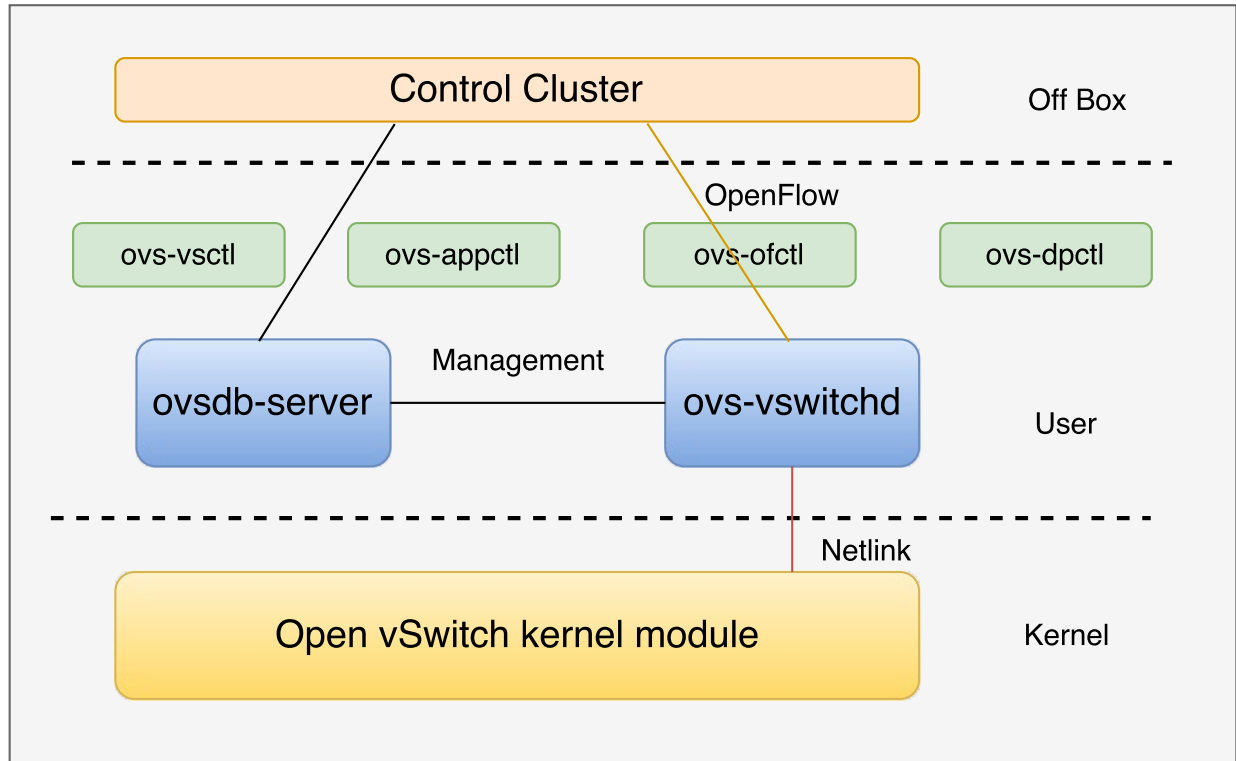 Control Cluster
Off Box
OpenFlow
ovs-vsctl
ovs-appctl
ovs-ofctl
ovs-dpctl
Management
ovsdb-server
ovs-vswitchd
User
Netlink
Open vSwitch kernel module
Kernel